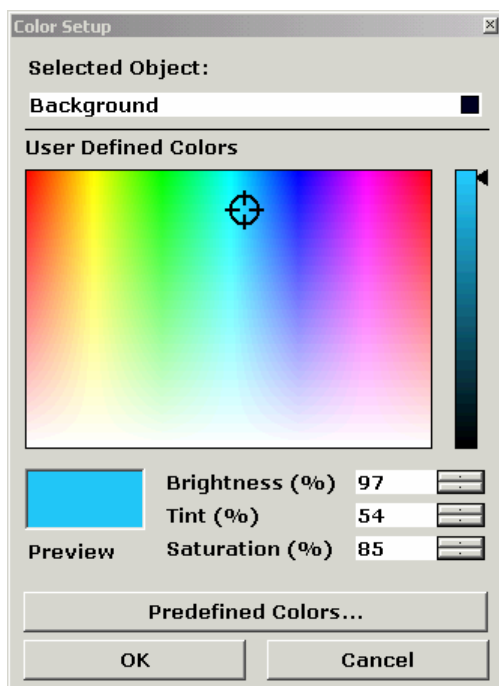 Color Setup
Selected Object:
Background
User Defined Colors
Brightness (%) 97
Tint (%) 54
Saturation (%) 85
Preview
Predefined Colors...
OK
Cancel